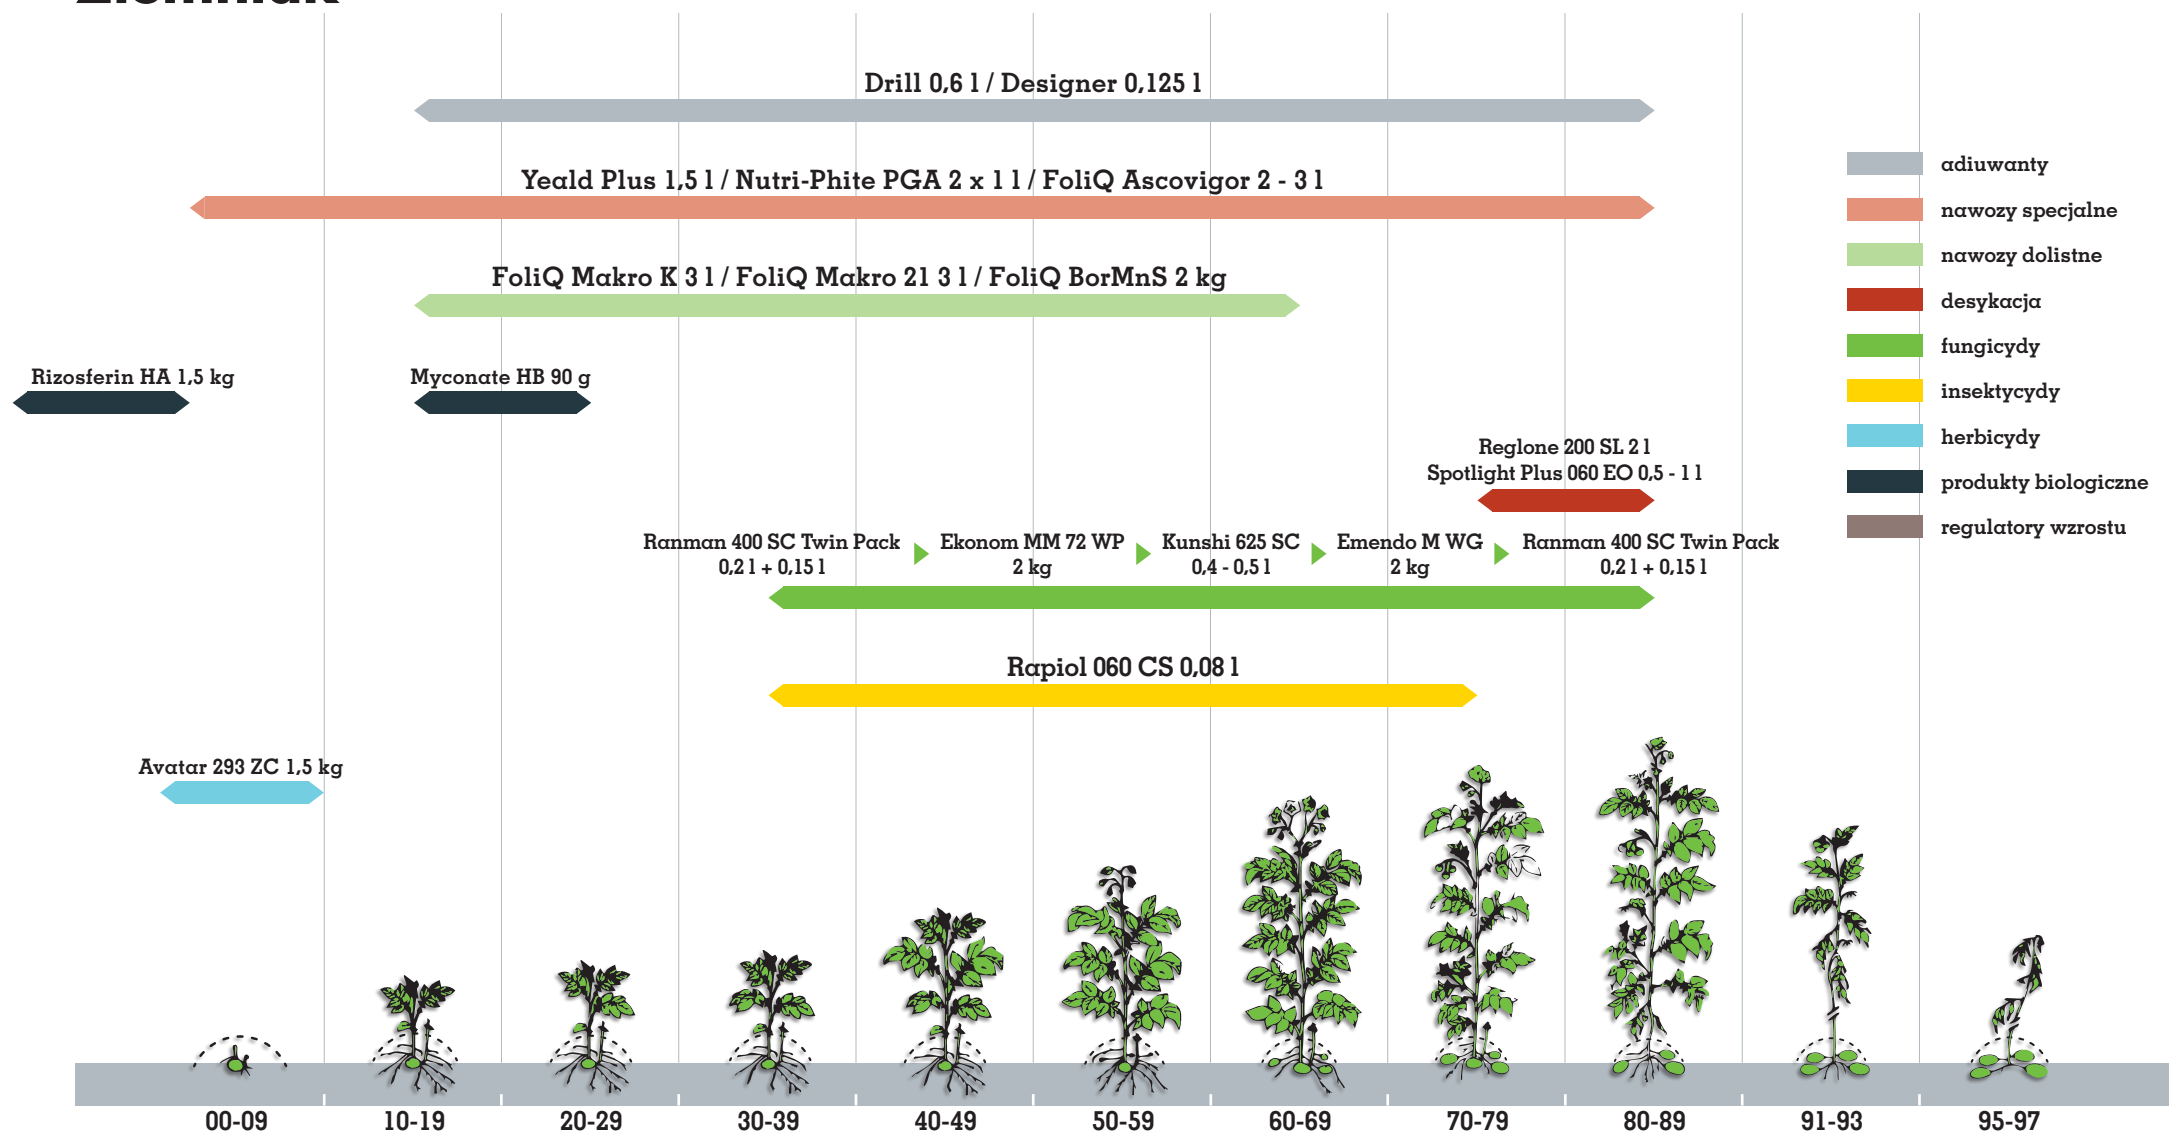 Drill 0,6 l / Designer 0,125 l
Yeald Plus 1,5 l / Nutri-Phite PGA 2 x 1 l / FoliQ Ascovigor 2 - 3 l
FoliQ Makro K 3 l / FoliQ Makro 21 3 l / FoliQ BorMnS 2 kg
Rizosferin HA 1,5 kg
Myconate HB 90 g
Reglone 200 SL 2 l
Spotlight Plus 060 EO 0,5 - 1 l
Ranman 400 SC Twin Pack
0,2 l + 0,15 l
Ekonom MM 72 WP
2 kg
Kunshi 625 SC
0,4 - 0,5 l
Emendo M WG
2 kg
Ranman 400 SC Twin Pack
0,2 l + 0,15 l
Rapiol 060 CS 0,08 l
Avatar 293 ZC 1,5 kg
adiuwanty
nawozy specjalne
nawozy dolistne
desykacja
fungicydy
insektycydy
herbicydy
produkty biologiczne
regulatory wzrostu
00-09
10-19
20-29
30-39
40-49
50-59
60-69
70-79
80-89
91-93
95-97